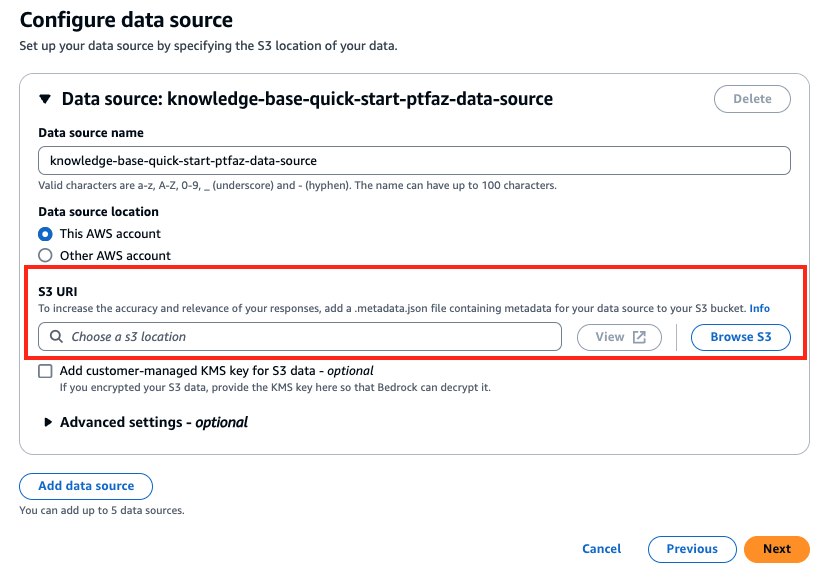 Configure data source
Set up your data source by specifying the S3 location of your data.
Data source: knowledge-base-quick-start-ptfaz-data-source
Delete
Data source name
knowledge-base-quick-start-ptfaz-data-source
Valid characters are a-z, A-Z, 0-9, _ (underscore) and - (hyphen). The name can have up to 100 characters.
Data source location
This AWS account
Other AWS account
S3 URI
To increase the accuracy and relevance of your responses, add a .metadata.json file containing metadata for your data source to your S3 bucket. Info
Choose a s3 location
View
Browse S3
Add customer-managed KMS key for S3 data - optional
If you encrypted your S3 data, provide the KMS key here so that Bedrock can decrypt it.
Advanced settings - optional
Add data source
You can add up to 5 data sources.
Cancel
Previous
Next